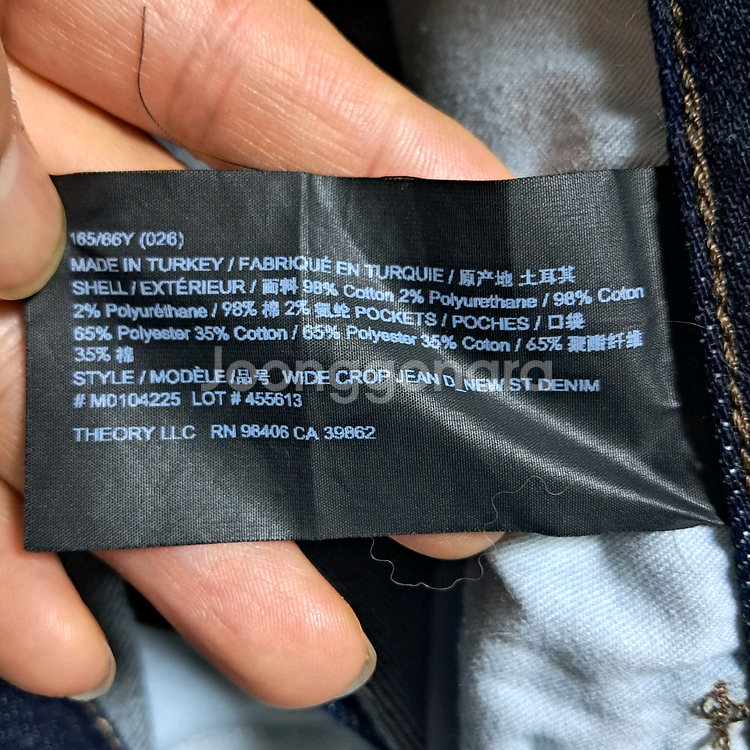 165/66Y (026)
MADE IN TURKEY / FABRIQUÉ EN TURQUIE / 原产地 土耳其
SHELL / EXTÉRIEUR / 面料 98% Cotton 2% Polyurethane / 98% Coton
2% Polyuréthane / 98% 棉 2% 氨纶 POCKETS / POCHES / 口袋
65% Polyester 35% Cotton / 65% Polyester 35% Coton / 65% 聚酯纤维
35% 棉
STYLE / MODÈLE / 品号 WIDE CROP JEAN D_NEW ST DENIM
# M0104225 LOT # 455613
THEORY LLC RN 98406 CA 39862
Joonggonara